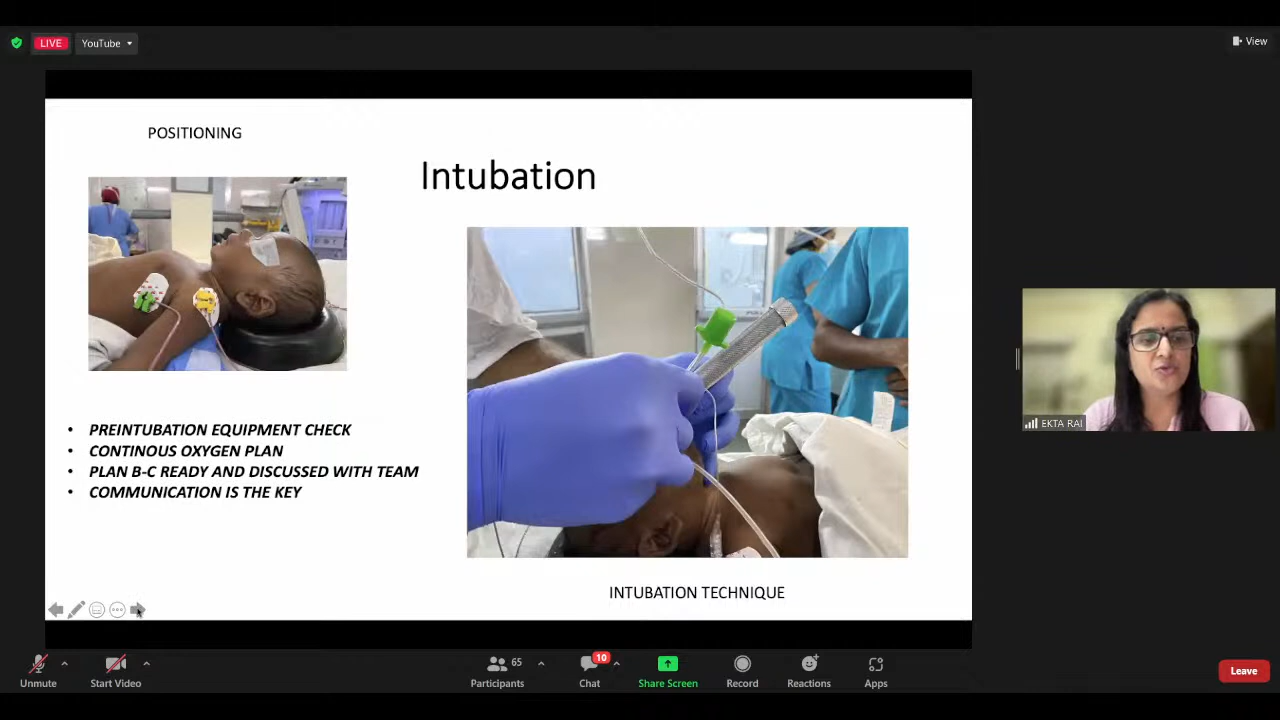 LIVE
YouTube
View
POSITIONING
Intubation
• PREINTUBATION EQUIPMENT CHECK
• CONTINOUS OXYGEN PLAN
• PLAN B-C READY AND DISCUSSED WITH TEAM
• COMMUNICATION IS THE KEY
INTUBATION TECHNIQUE
EKTA RAI
Unmute
Start Video
65
Participants
10
Chat
Share Screen
Record
Reactions
Apps
Leave